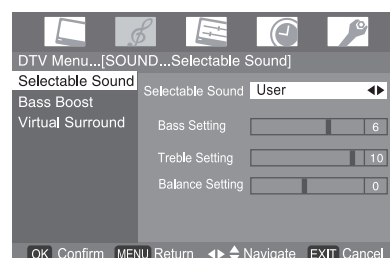 DTV Menu...[SOUND...Selectable Sound]
Selectable Sound
Bass Boost
Virtual Surround
Selectable Sound User
Bass Setting 6
Treble Setting 10
Balance Setting 0
OK Confirm MENU Return Navigate EXIT Cancel